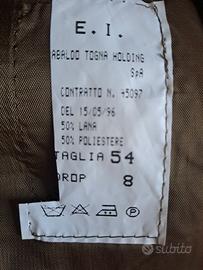 E. I.
ABALDO TOGNA HOLDING
SpA
CONTRATTO N. 45097
DEL 15/05/96
50% LANA
50% POLIESTERE
TAGLIA 54
DROP 8
subito